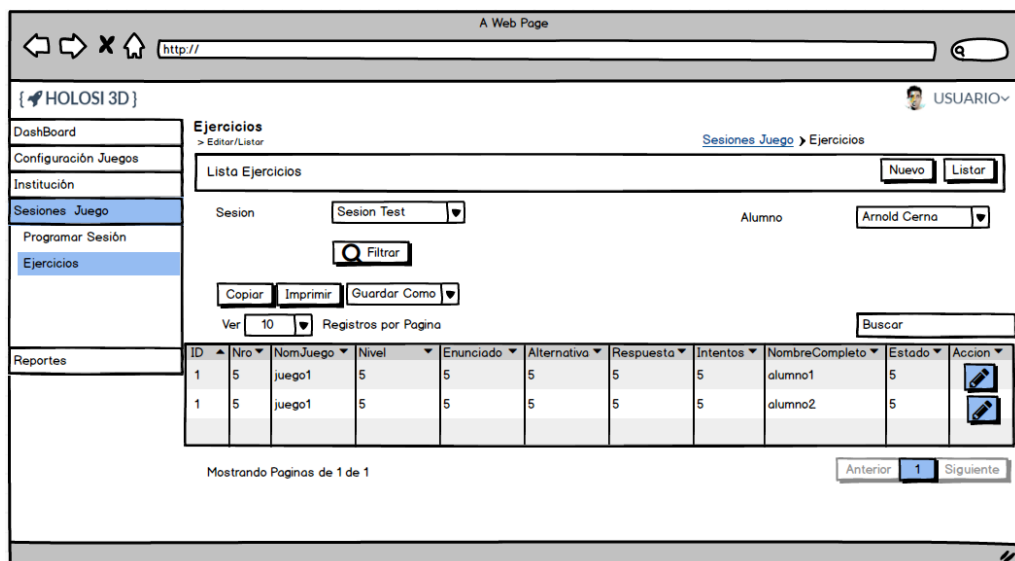 A Web Page
http://
{ HOLOSI 3D }
USUARIO
DashBoard
Configuración Juegos
Institución
Sesiones Juego
Programar Sesión
Ejercicios
Reportes
Ejercicios
> Editar/Listar
Sesiones Juego > Ejercicios
Lista Ejercicios
Nuevo Listar
Sesion Sesion Test Alumno Arnold Cerna
Filtrar
Copiar Imprimir Guardar Como
Ver 10 Registros por Pagina Buscar
ID Nro NomJuego Nivel Enunciado Alternativa Respuesta Intentos NombreCompleto Estado Accion
1 5 juego1 5 5 5 5 5 alumno1 5
1 5 juego1 5 5 5 5 5 alumno2 5
Mostrando Paginas de 1 de 1
Anterior 1 Siguiente